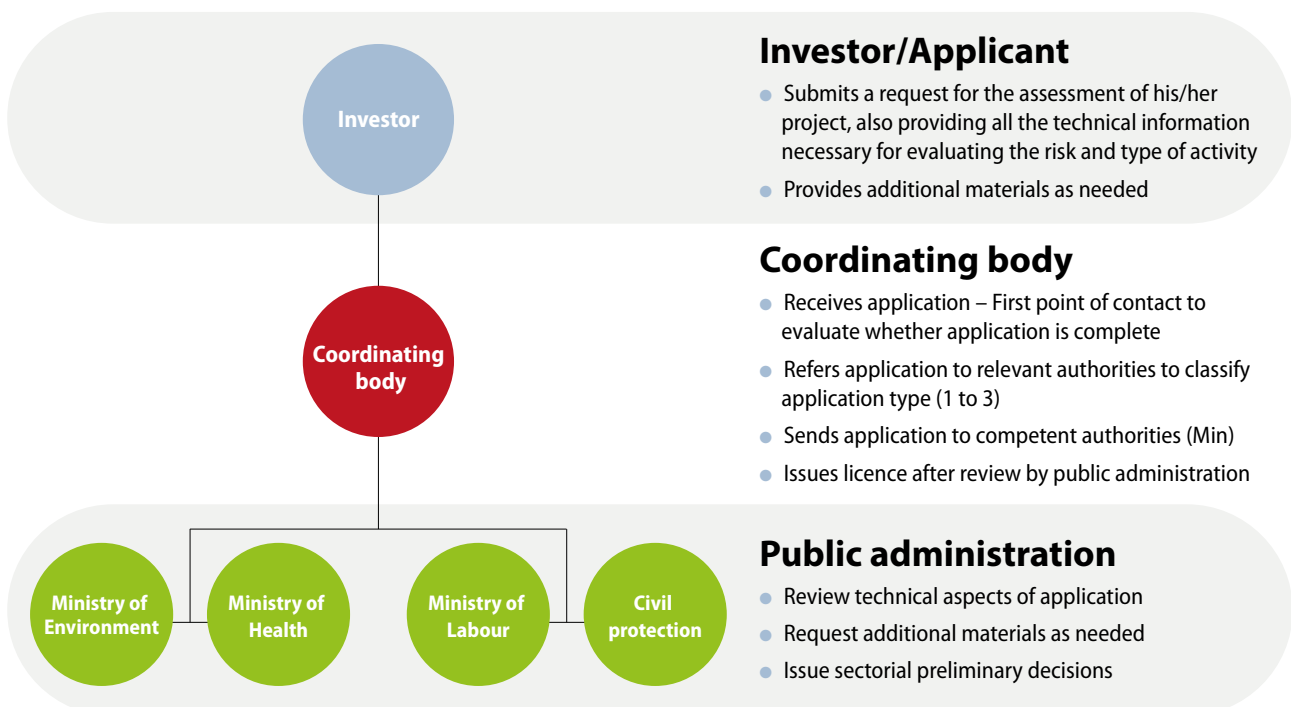 Investor
Investor/Applicant
Submits a request for the assessment of his/her
project, also providing all the technical information
necessary for evaluating the risk and type of activity
Provides additional materials as needed
Coordinating
body
Coordinating body
Receives application – First point of contact to
evaluate whether application is complete
Refers application to relevant authorities to classify
application type (1 to 3)
Sends application to competent authorities (Min)
Issues licence after review by public administration
Ministry of
Environment
Ministry of
Health
Ministry of
Labour
Civil
protection
Public administration
Review technical aspects of application
Request additional materials as needed
Issue sectorial preliminary decisions